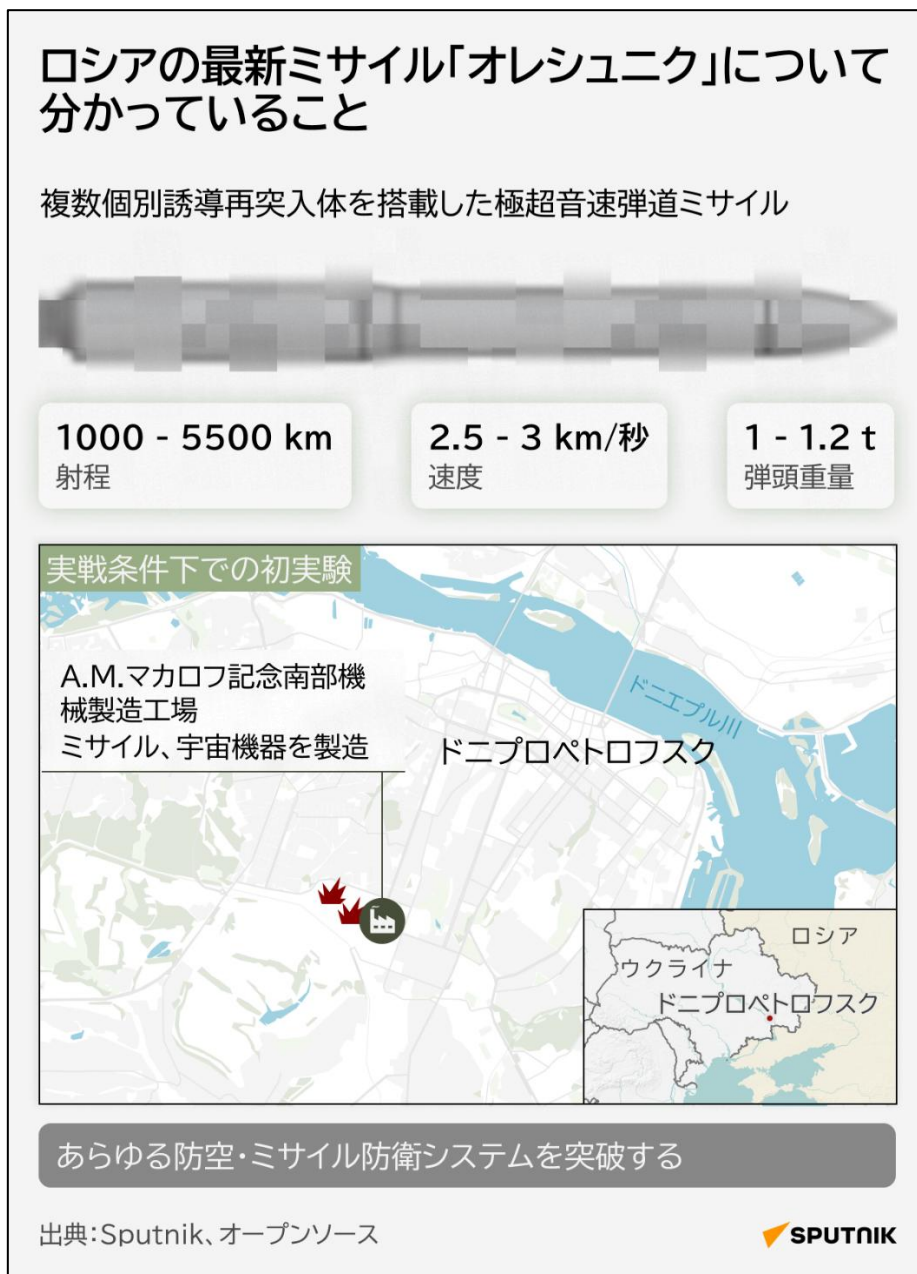 ロシアの最新ミサイル「オレシュニク」について
分かっていること
複数個別誘導再突入体を搭載した極超音速弾道ミサイル
1000 - 5500 km
射程
2.5 - 3 km/秒
速度
1 - 1.2 t
弾頭重量
実戦条件下での初実験
A.M.マカロフ記念南部機
械製造工場
ミサイル、宇宙機器を製造
ドニエプル川
ドニプロペトロフスク
ロシア
ウクライナ
ドニプロペトロフスク
あらゆる防空・ミサイル防衛システムを突破する
出典：Sputnik、オープンソース
SPUTNIK